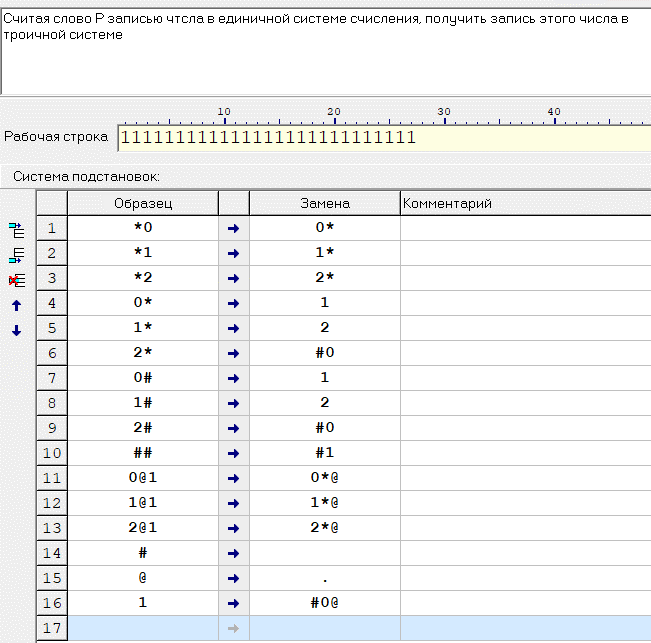 Считая слово P записью чтсла в единичной системе счисления, получить запись этого числа в
троичной системе
10 20 30 40
Рабочая строка 111111111111111111111111111
Система подстановок:
Образец Замена Комментарий
1 *0 → 0*
2 *1 → 1*
3 *2 → 2*
4 0* → 1
5 1* → 2
6 2* → #0
7 0# → 1
8 1# → 2
9 2# → #0
10 ## → #1
11 0@1 → 0*@
12 1@1 → 1*@
13 2@1 → 2*@
14 # →
15 @ → .
16 1 → #0@
17 →